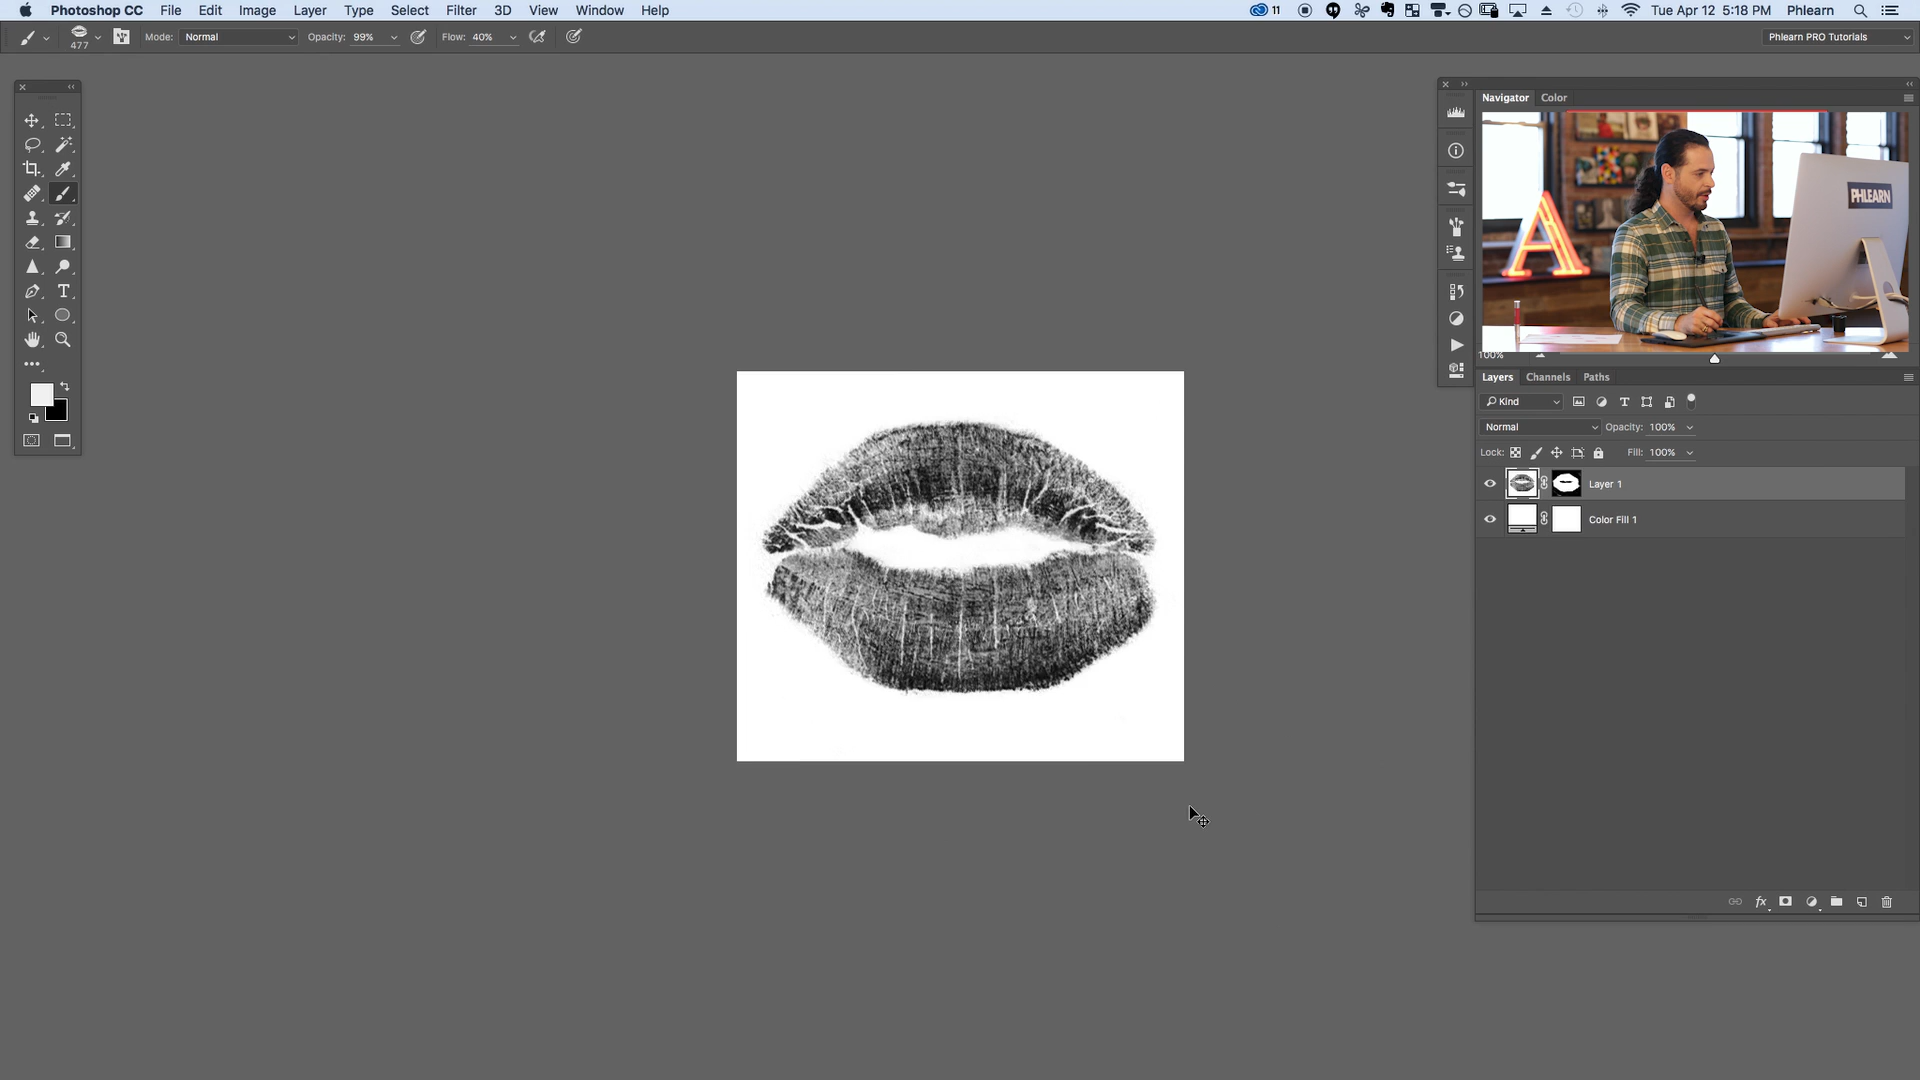 Photoshop CC File Edit Image Layer Type Select Filter 3D View Window Help 11 Tue Apr 12 5:18 PM Phlearn
477 Mode: Normal Opacity: 99% Flow: 40% Phlearn PRO Tutorials
Navigator Color
PHLEARN
A
100%
Layers Channels Paths
Kind
Normal Opacity: 100%
Lock: Fill: 100%
Layer 1
Color Fill 1
fx